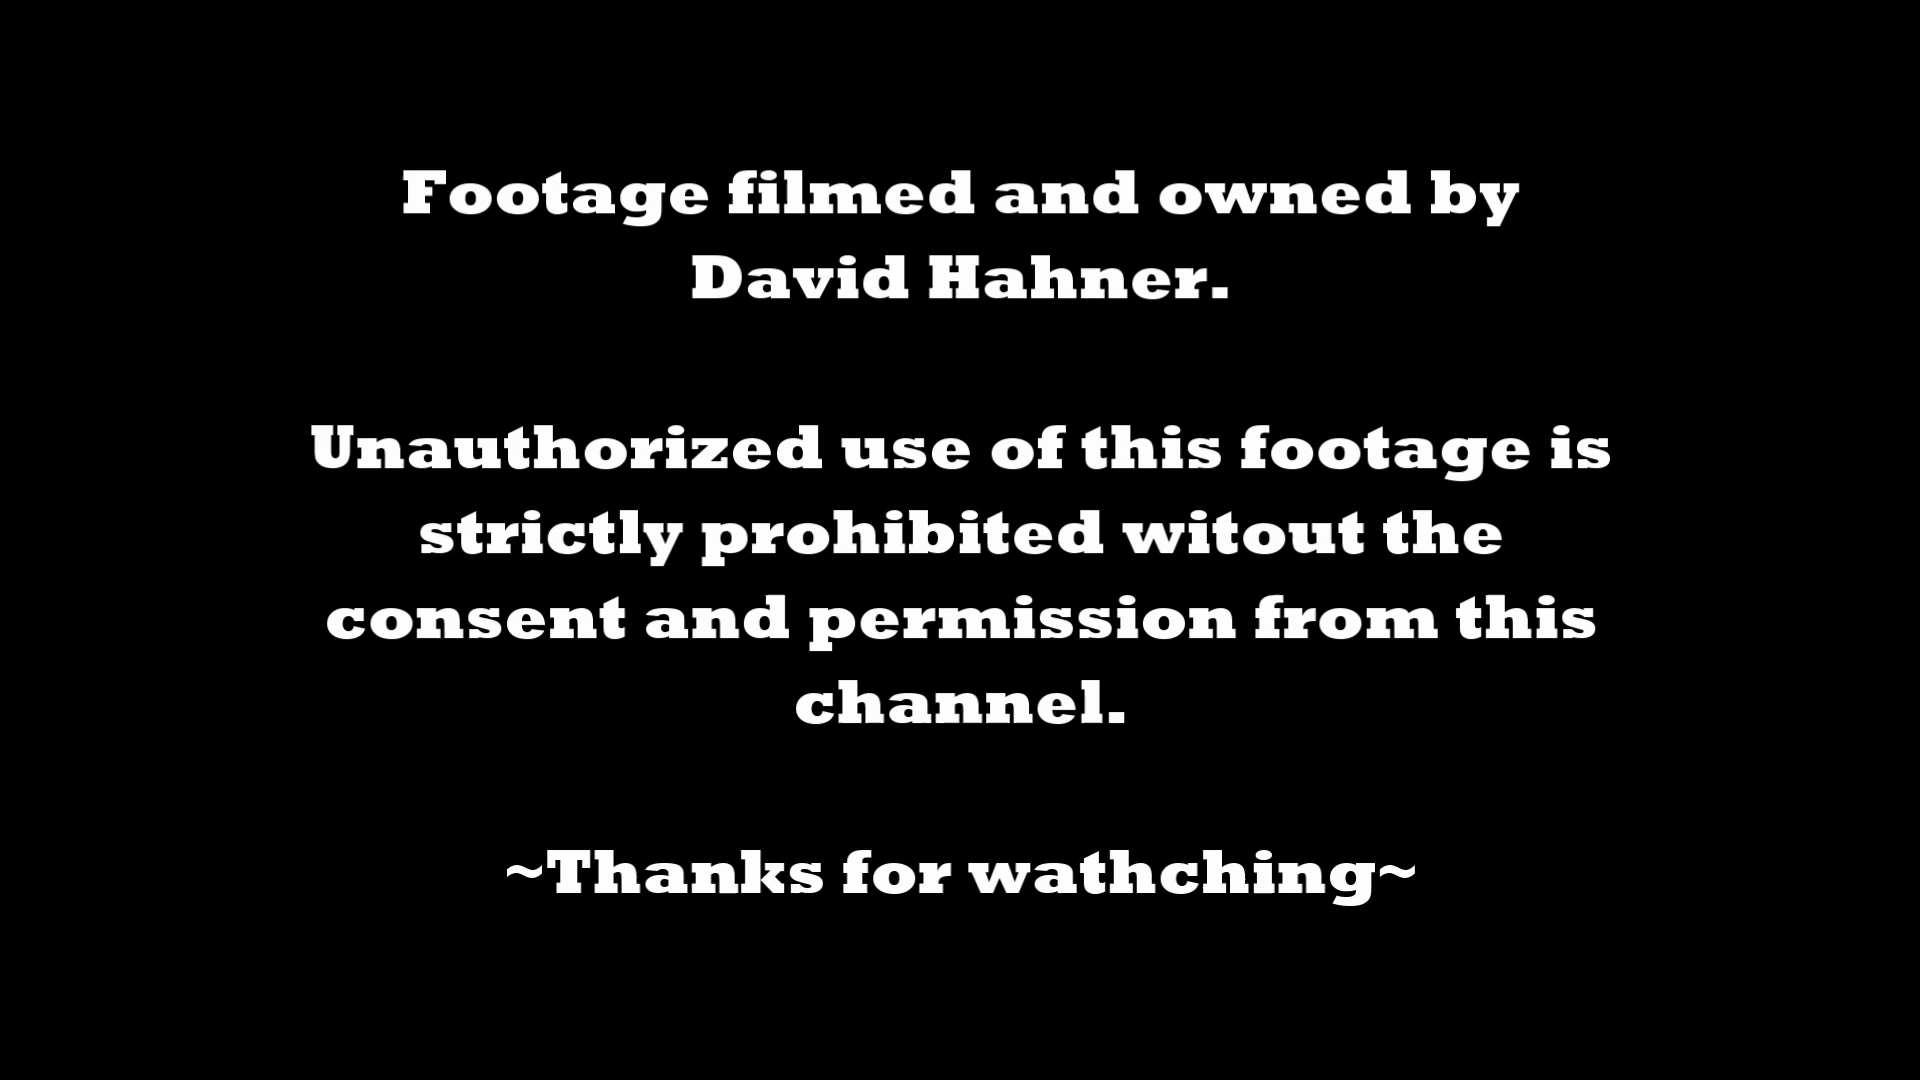 Footage filmed and owned by
David Hahner.
Unauthorized use of this footage is
strictly prohibited witout the
consent and permission from this
channel.
~Thanks for wathching~